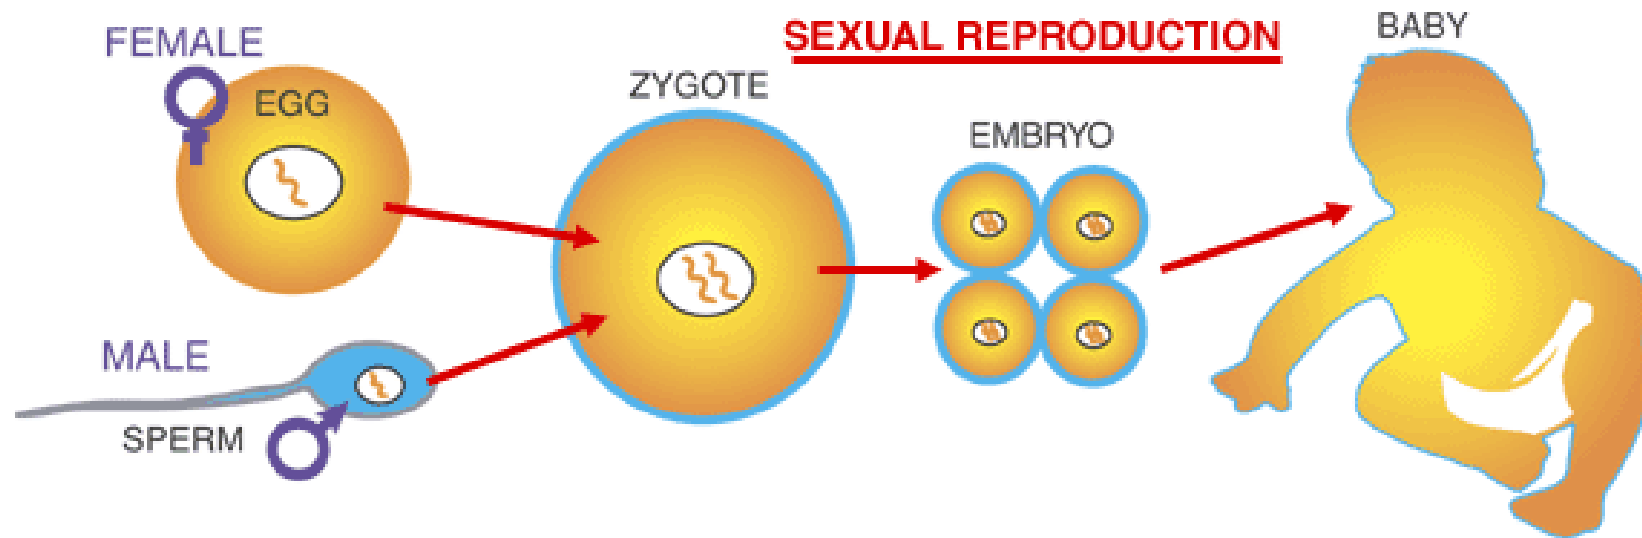 SEXUAL REPRODUCTION
FEMALE
EGG
MALE
SPERM
ZYGOTE
EMBRYO
BABY